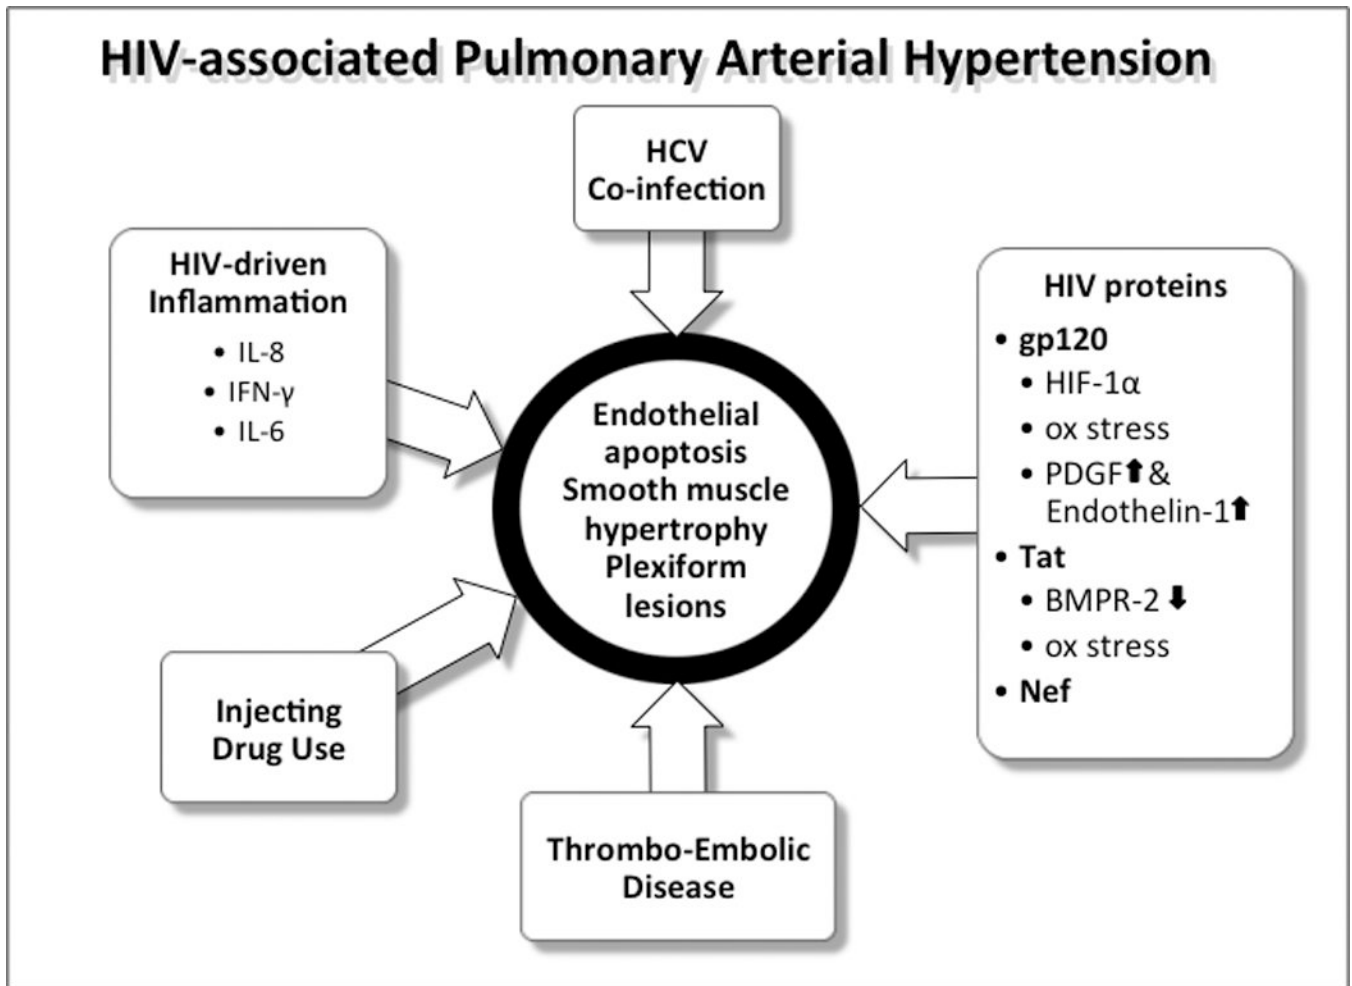 HIV-associated Pulmonary Arterial Hypertension
HCV
Co-infection
HIV-driven
Inflammation
• IL-8
• IFN-γ
• IL-6
Endothelial
apoptosis
Smooth muscle
hypertrophy
Plexiform
lesions
HIV proteins
• gp120
• HIF-1α
• ox stress
• PDGF⬆&
Endothelin-1⬆
• Tat
• BMPR-2⬇
• ox stress
• Nef
Injecting
Drug Use
Thrombo-Embolic
Disease